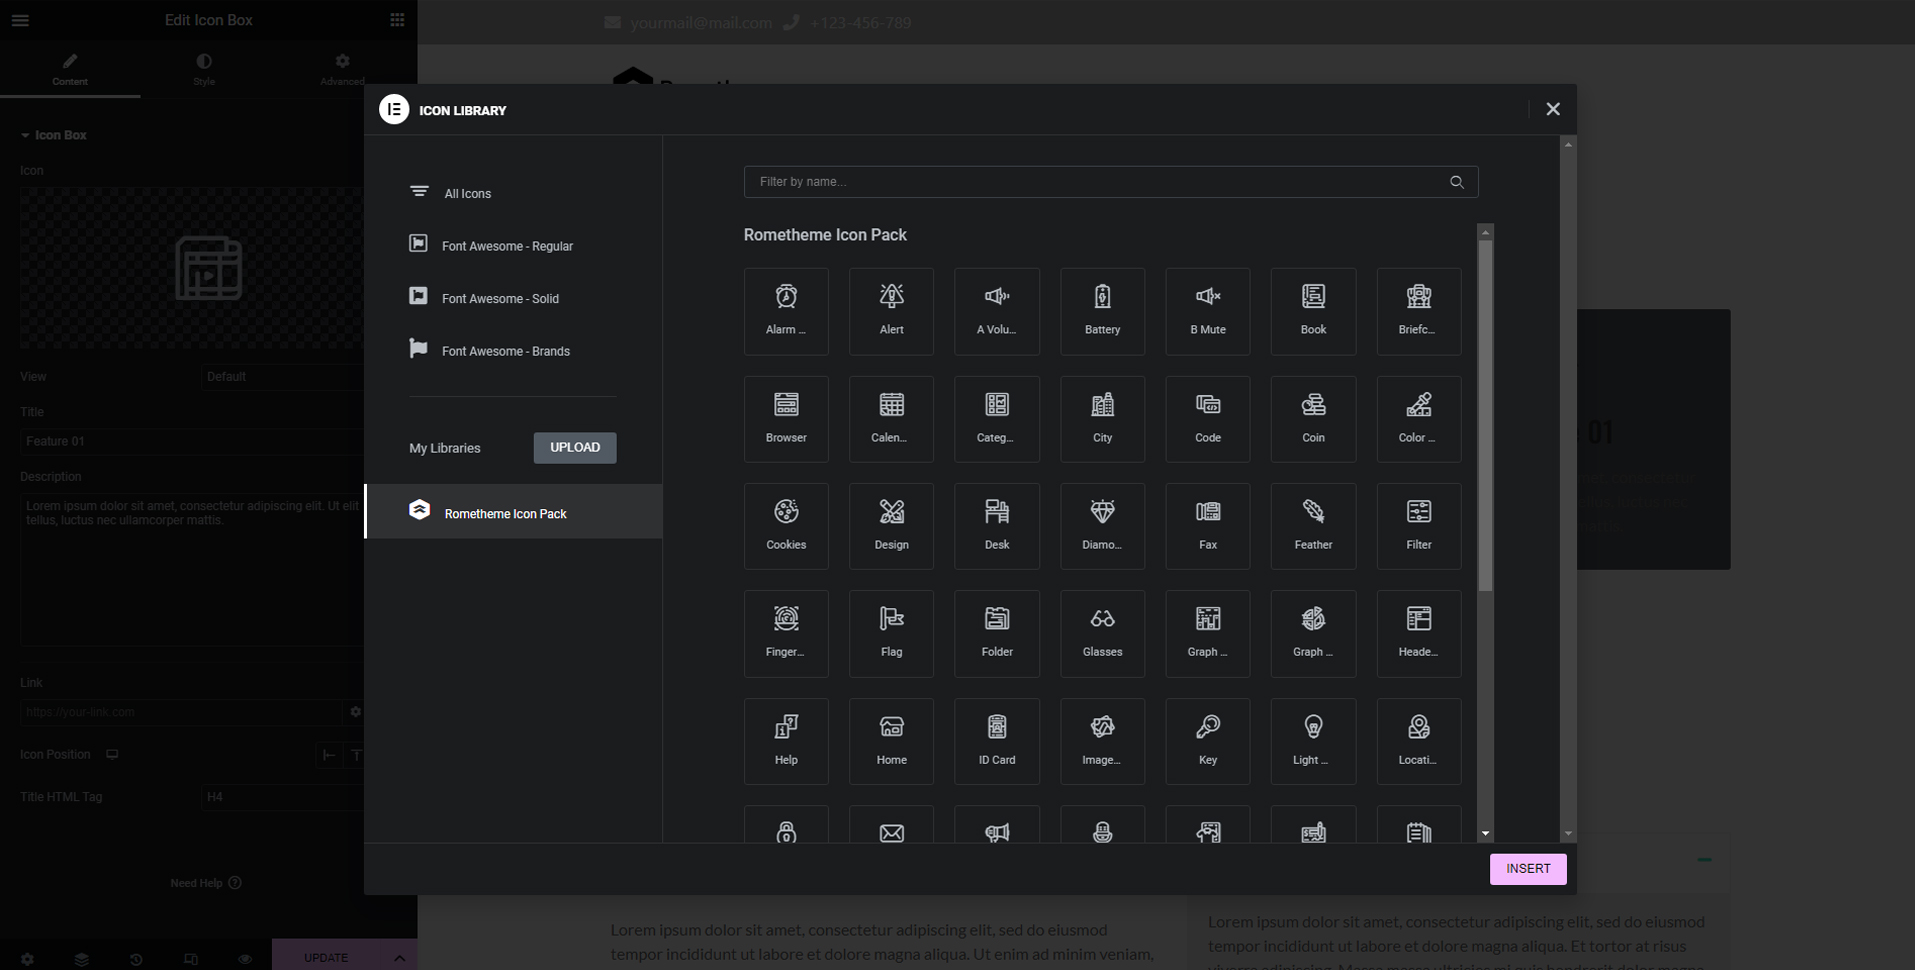 Edit Icon Box
yourmail@mail.com
+123-456-789
Content
Style
Advanced
ICON LIBRARY
Icon Box
Icon
View
Default
Title
Feature 01
Description
Lorem ipsum dolor sit amet, consectetur adipiscing elit. Ut elit
tellus, luctus nec ullamcorper mattis.
Link
https://your-link.com
Icon Position
Title HTML Tag
H4
Need Help
UPDATE
All Icons
Font Awesome - Regular
Font Awesome - Solid
Font Awesome - Brands
My Libraries
UPLOAD
Rometheme Icon Pack
Filter by name...
Rometheme Icon Pack
Alarm ...
Alert
A Volu...
Battery
B Mute
Book
Briefc...
Browser
Calen...
Categ...
City
Code
Coin
Color ...
Cookies
Design
Desk
Diamo...
Fax
Feather
Filter
Finger...
Flag
Folder
Glasses
Graph ...
Graph ...
Heade...
Help
Home
ID Card
Image...
Key
Light ...
Locati...
INSERT
01
Lorem ipsum dolor sit amet, consectetur adipiscing elit, sed do eiusmod
tempor incididunt ut labore et dolore magna aliqua. Ut enim ad minim veniam,
Lorem ipsum dolor sit amet, consectetur adipiscing elit, sed do eiusmod
tempor incididunt ut labore et dolore magna aliqua. Et tortor at risus